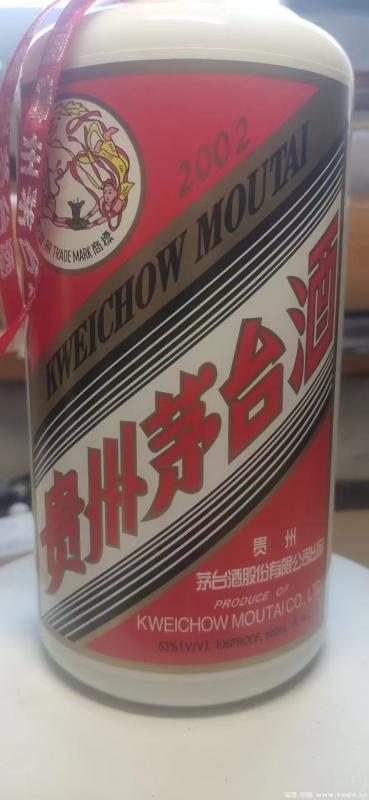 2002
TRADE MARK 商標
KWEICHOW MOUTAI
贵州茅台酒
贵州
茅台酒股份有限公司出品
PRODUCE OF
KWEICHOW MOUTAI CO., LTD
53% (V/V). 106PROOF. 500mL